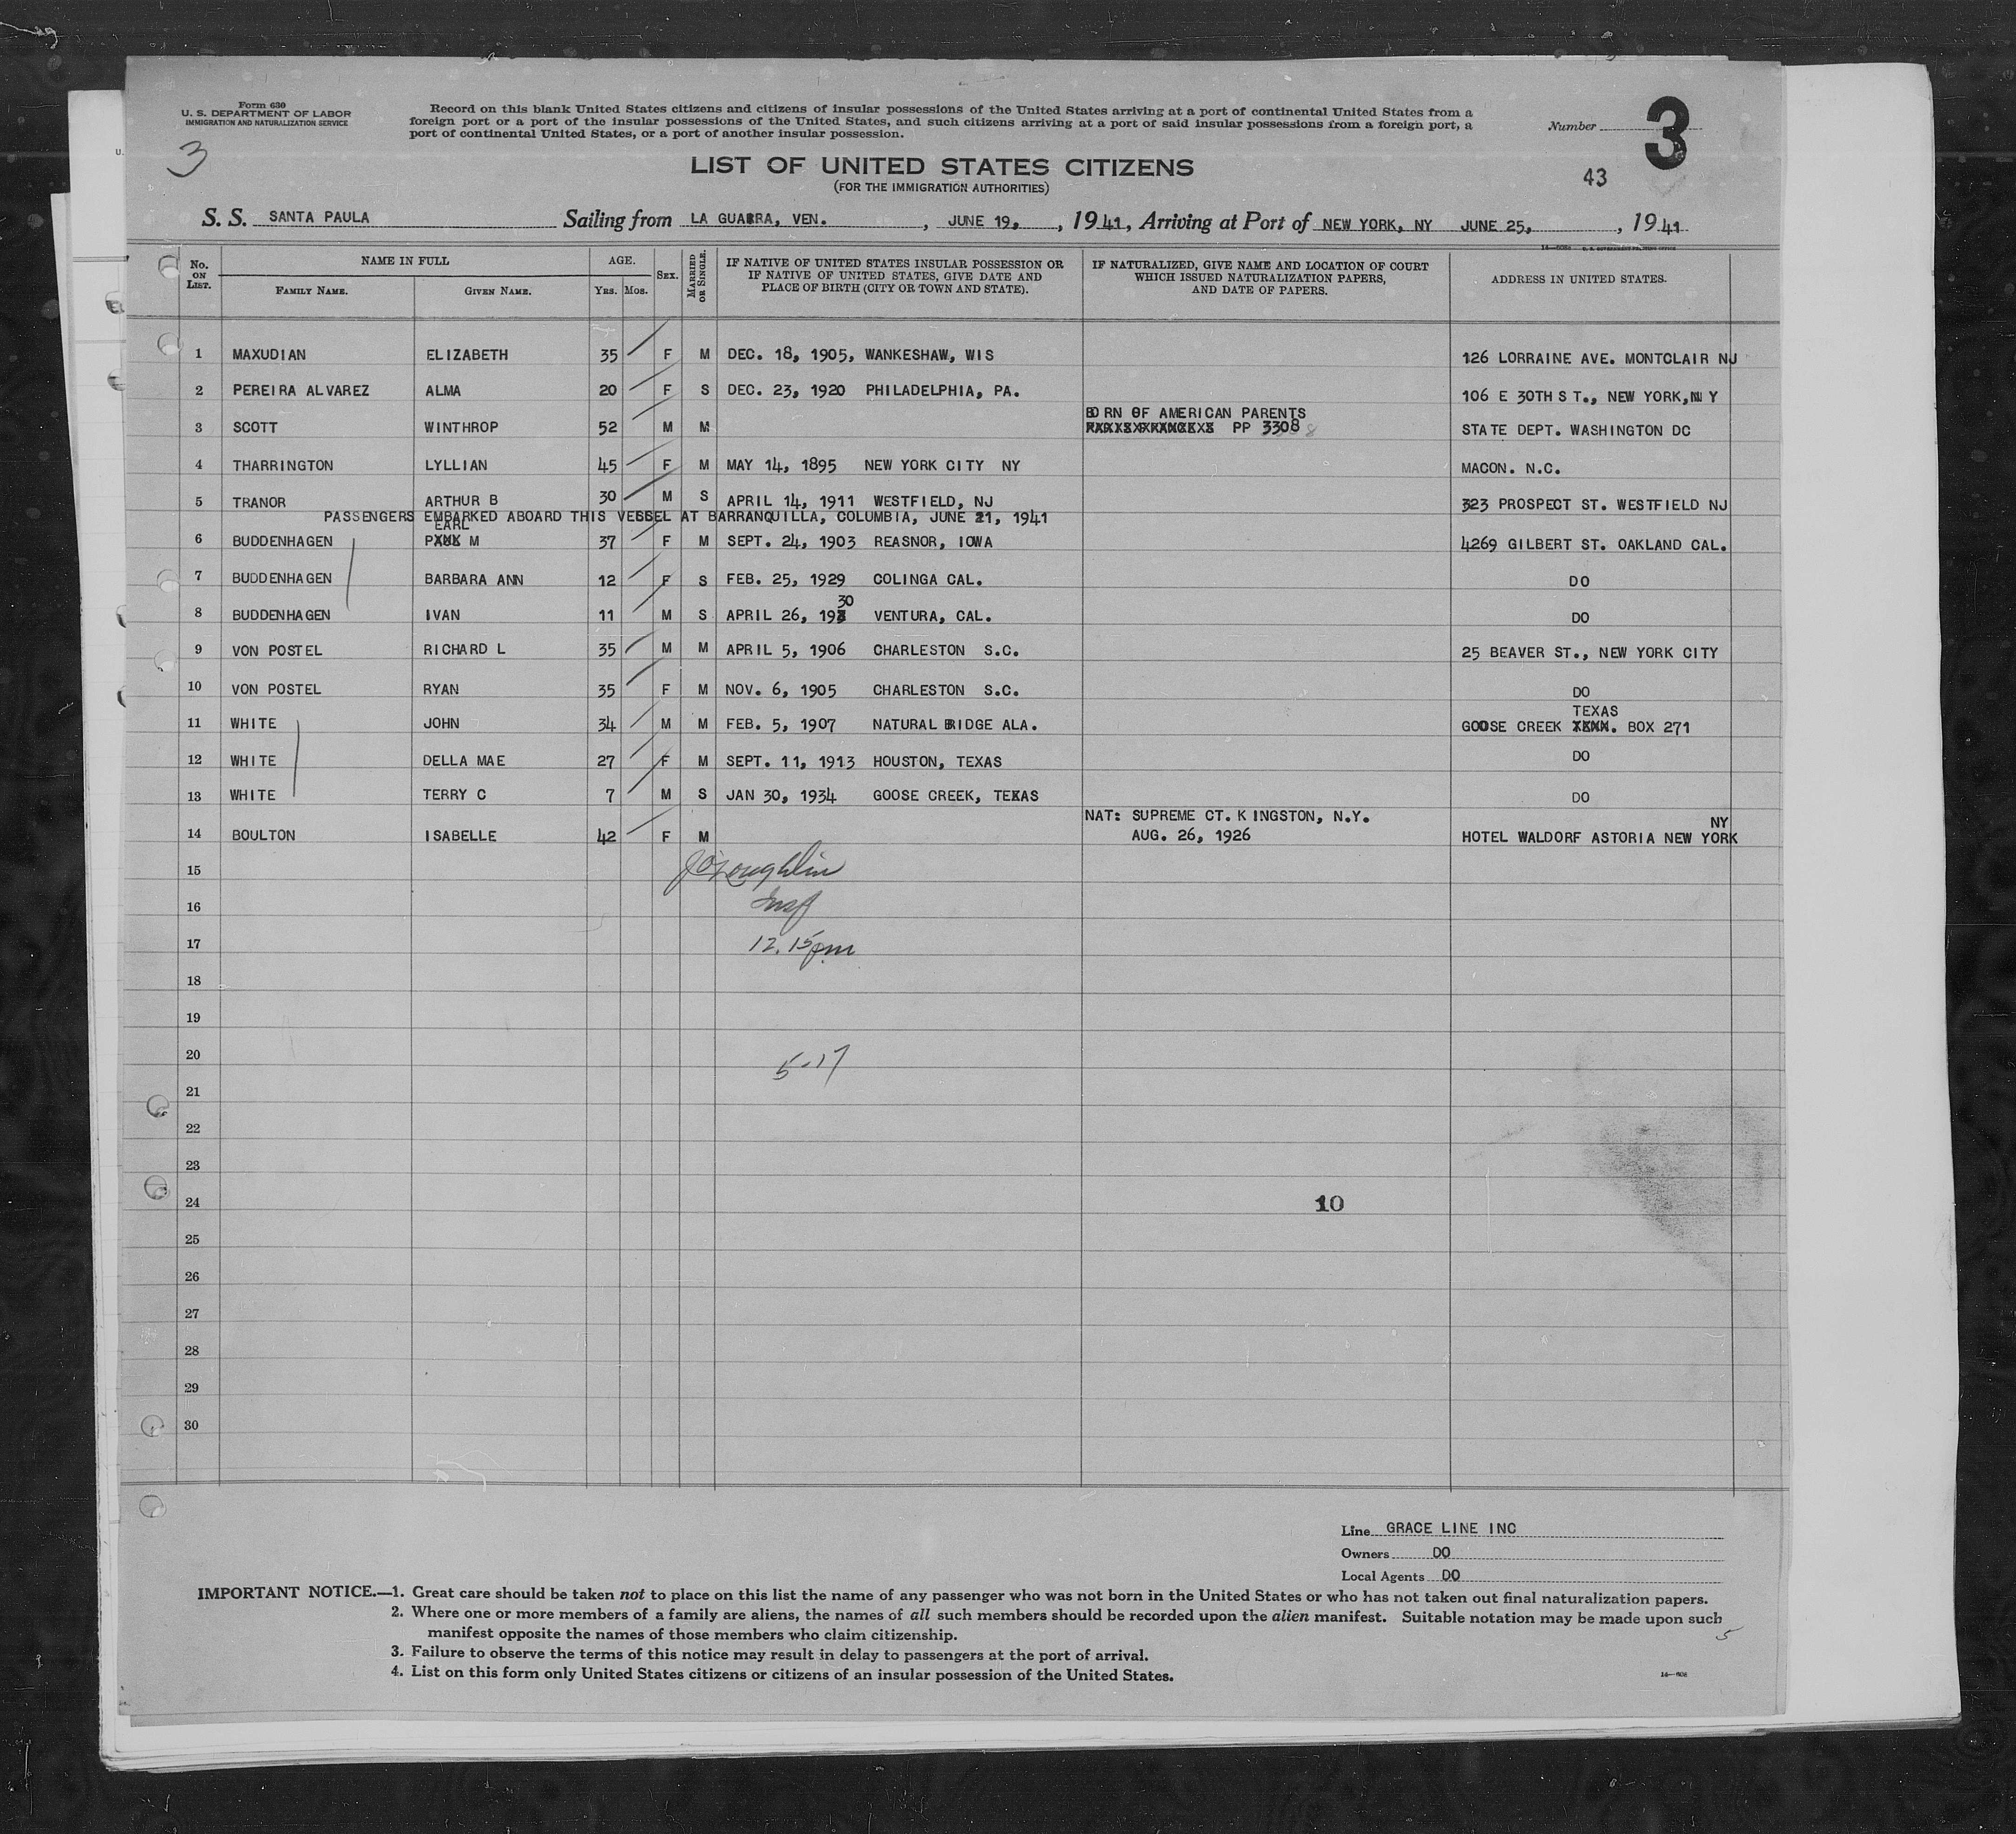 Form 630
U. S. DEPARTMENT OF LABOR
IMMIGRATION AND NATURALIZATION SERVICE
Record on this blank United States citizens and citizens of insular possessions of the United States arriving at a port of continental United States from a
foreign port or a port of the insular possessions of the United States, and such citizens arriving at a port of said insular possessions from a foreign port, a
port of continental United States, or a port of another insular possession.
Number 3
3
LIST OF UNITED STATES CITIZENS
(FOR THE IMMIGRATION AUTHORITIES)
43
S. S. SANTA PAULA Sailing from LA GUAIRA, VEN. , JUNE 19, , 1941, Arriving at Port of NEW YORK, NY JUNE 25, , 1941
No. ON LIST. NAME IN FULL FAMILY NAME. GIVEN NAME. AGE. YRS. MOS. SEX. MARRIED OR SINGLE. IF NATIVE OF UNITED STATES INSULAR POSSESSION OR IF NATIVE OF UNITED STATES, GIVE DATE AND PLACE OF BIRTH (CITY OR TOWN AND STATE). IF NATURALIZED, GIVE NAME AND LOCATION OF COURT WHICH ISSUED NATURALIZATION PAPERS, AND DATE OF PAPERS. ADDRESS IN UNITED STATES.
1 MAXUDIAN ELIZABETH 35 F M DEC. 18, 1905, WANKESHAW, WIS 126 LORRAINE AVE. MONTCLAIR NJ
2 PEREIRA ALVAREZ ALMA 20 F S DEC. 23, 1920 PHILADELPHIA, PA. 106 E 30TH ST., NEW YORK, N Y
BORN OF AMERICAN PARENTS
3 SCOTT WINTHROP 52 M M PP 3308 STATE DEPT. WASHINGTON DC
4 THARRINGTON LYLLIAN 45 F M MAY 14, 1895 NEW YORK CITY NY MACON. N.C.
5 TRANOR ARTHUR B 30 M S APRIL 14, 1911 WESTFIELD, NJ 323 PROSPECT ST. WESTFIELD NJ
PASSENGERS EMBARKED ABOARD THIS VESSEL AT BARRANQUILLA, COLUMBIA, JUNE 21, 1941
EARL
6 BUDDENHAGEN M 37 F M SEPT. 24, 1903 REASNOR, IOWA 4269 GILBERT ST. OAKLAND CAL.
7 BUDDENHAGEN BARBARA ANN 12 F S FEB. 25, 1929 COLINGA CAL. DO
30
8 BUDDENHAGEN IVAN 11 M S APRIL 26, 19 VENTURA, CAL. DO
9 VON POSTEL RICHARD L 35 M M APRIL 5, 1906 CHARLESTON S.C. 25 BEAVER ST., NEW YORK CITY
10 VON POSTEL RYAN 35 F M NOV. 6, 1905 CHARLESTON S.C. DO
TEXAS
11 WHITE JOHN 34 M M FEB. 5, 1907 NATURAL BRIDGE ALA. GOOSE CREEK BOX 271
12 WHITE DELLA MAE 27 F M SEPT. 11, 1913 HOUSTON, TEXAS DO
13 WHITE TERRY C 7 M S JAN 30, 1934 GOOSE CREEK, TEXAS DO
NAT: SUPREME CT. KINGSTON, N.Y. NY
14 BOULTON ISABELLE 42 F M AUG. 26, 1926 HOTEL WALDORF ASTORIA NEW YORK
15 JO'Loughlin
16 Insp
17 12.15pm
18
19
20 5-17
21
22
23
24 10
25
26
27
28
29
30
Line GRACE LINE INC
Owners DO
Local Agents DO
IMPORTANT NOTICE.—1. Great care should be taken not to place on this list the name of any passenger who was not born in the United States or who has not taken out final naturalization papers.
2. Where one or more members of a family are aliens, the names of all such members should be recorded upon the alien manifest. Suitable notation may be made upon such
manifest opposite the names of those members who claim citizenship.
5
3. Failure to observe the terms of this notice may result in delay to passengers at the port of arrival.
4. List on this form only United States citizens or citizens of an insular possession of the United States.